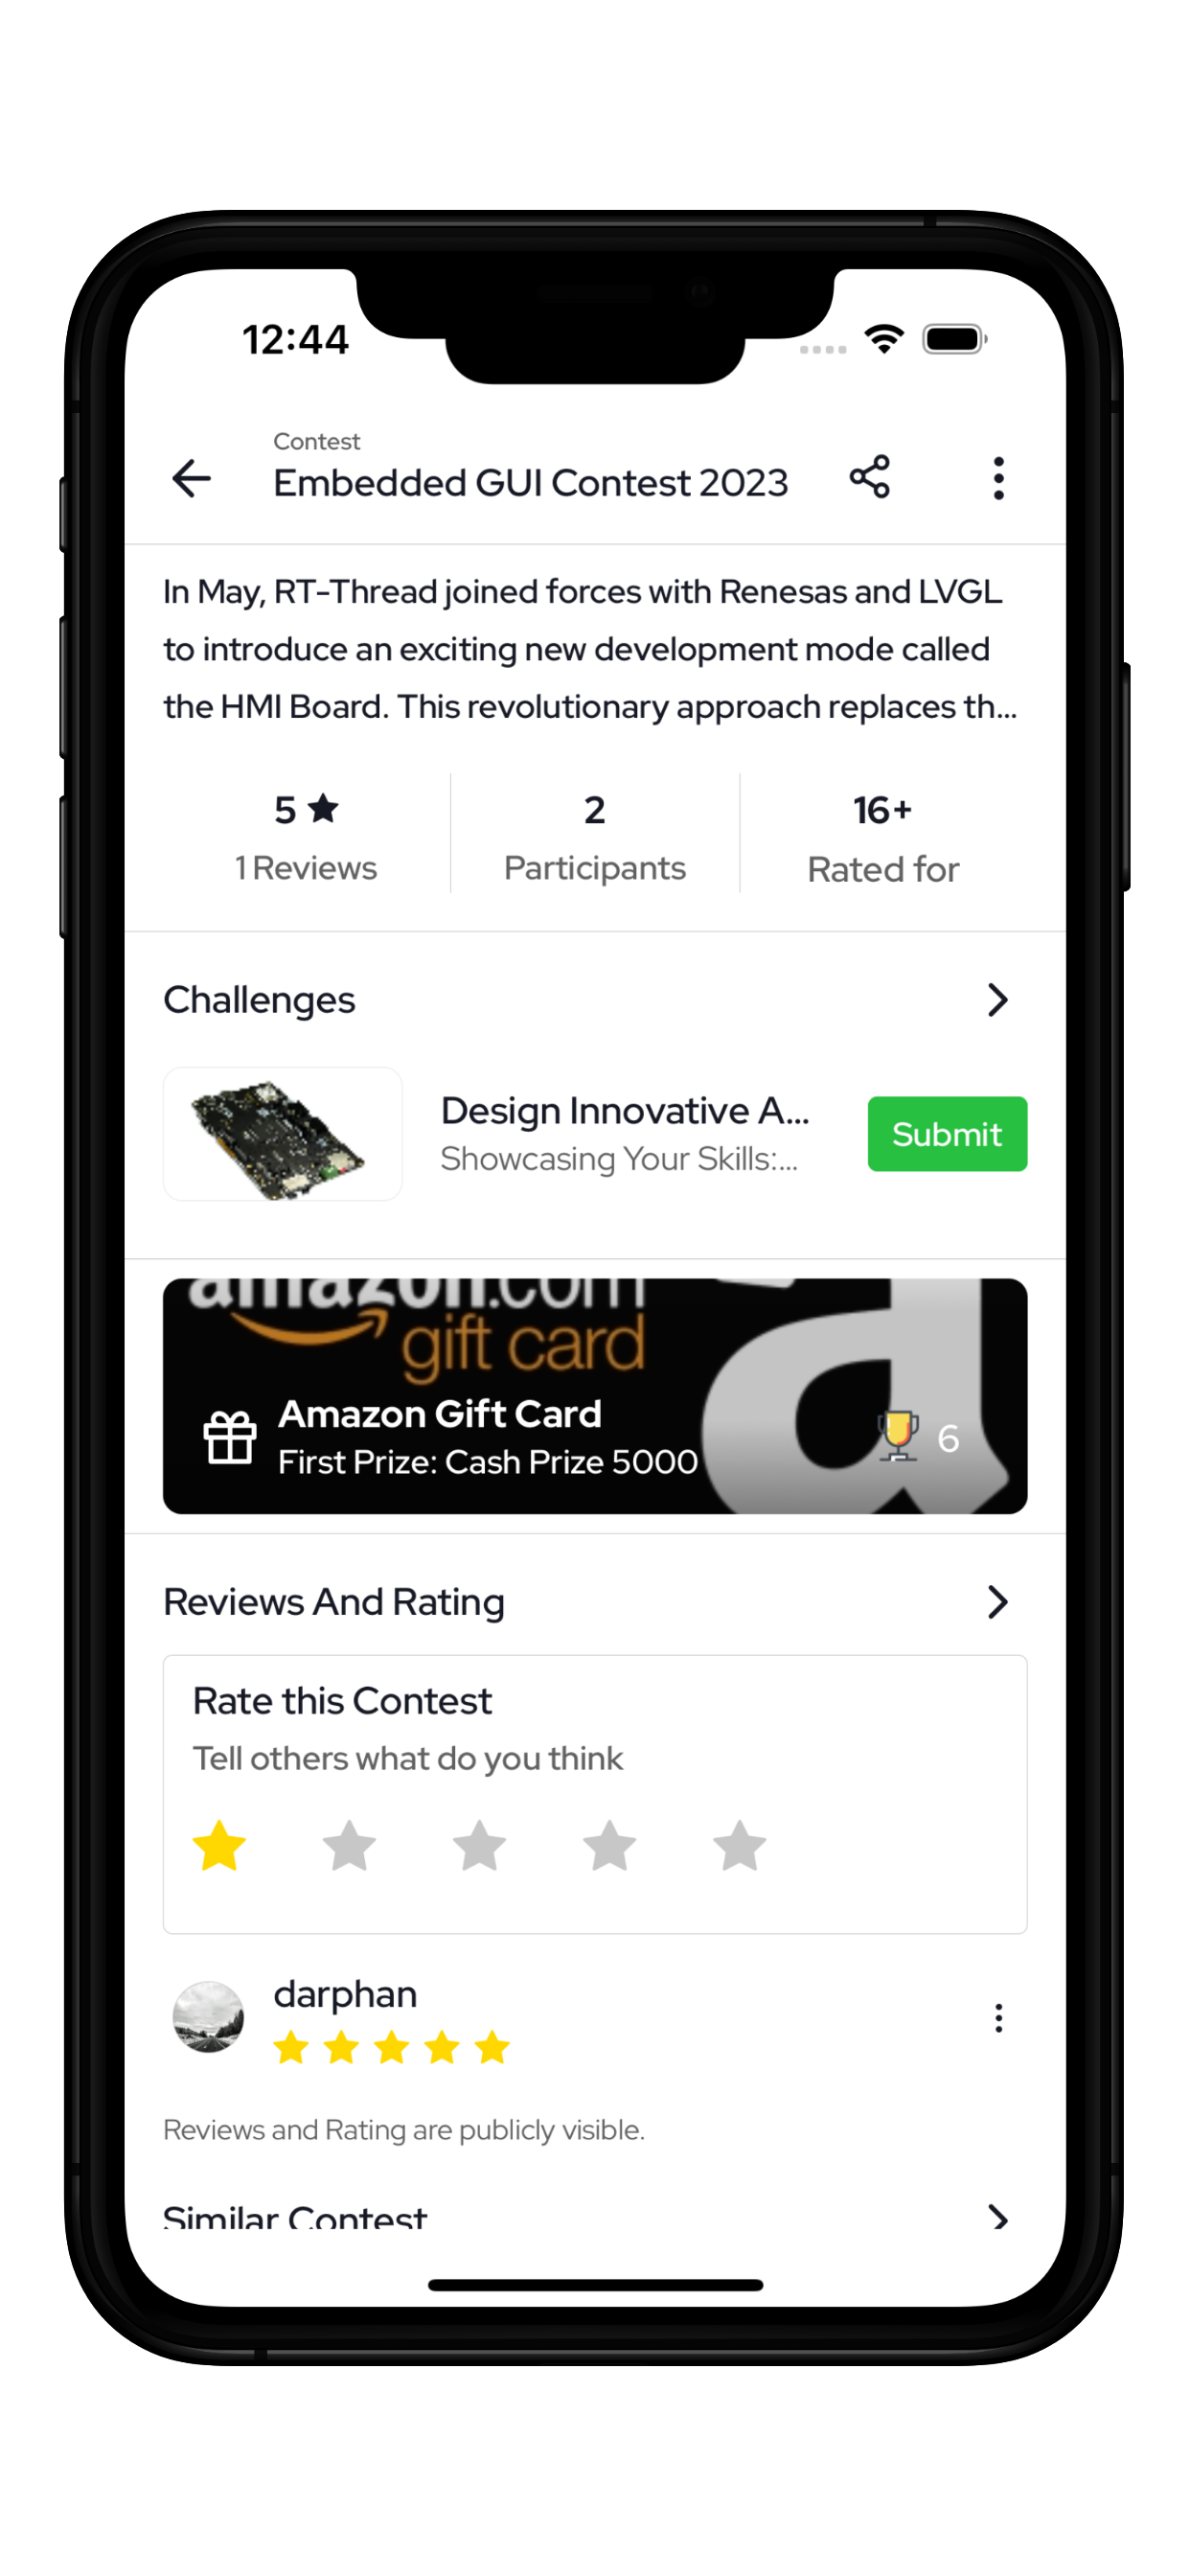 12:44
Contest
Embedded GUI Contest 2023
In May, RT-Thread joined forces with Renesas and LVGL
to introduce an exciting new development mode called
the HMI Board. This revolutionary approach replaces th...
5
2
16+
1 Reviews
Participants
Rated for
Challenges
Design Innovative A...
Showcasing Your Skills:...
Submit
amazon.com
gift card
a
Amazon Gift Card
First Prize: Cash Prize 5000
6
Reviews And Rating
Rate this Contest
Tell others what do you think
darphan
Reviews and Rating are publicly visible.
Similar Contest